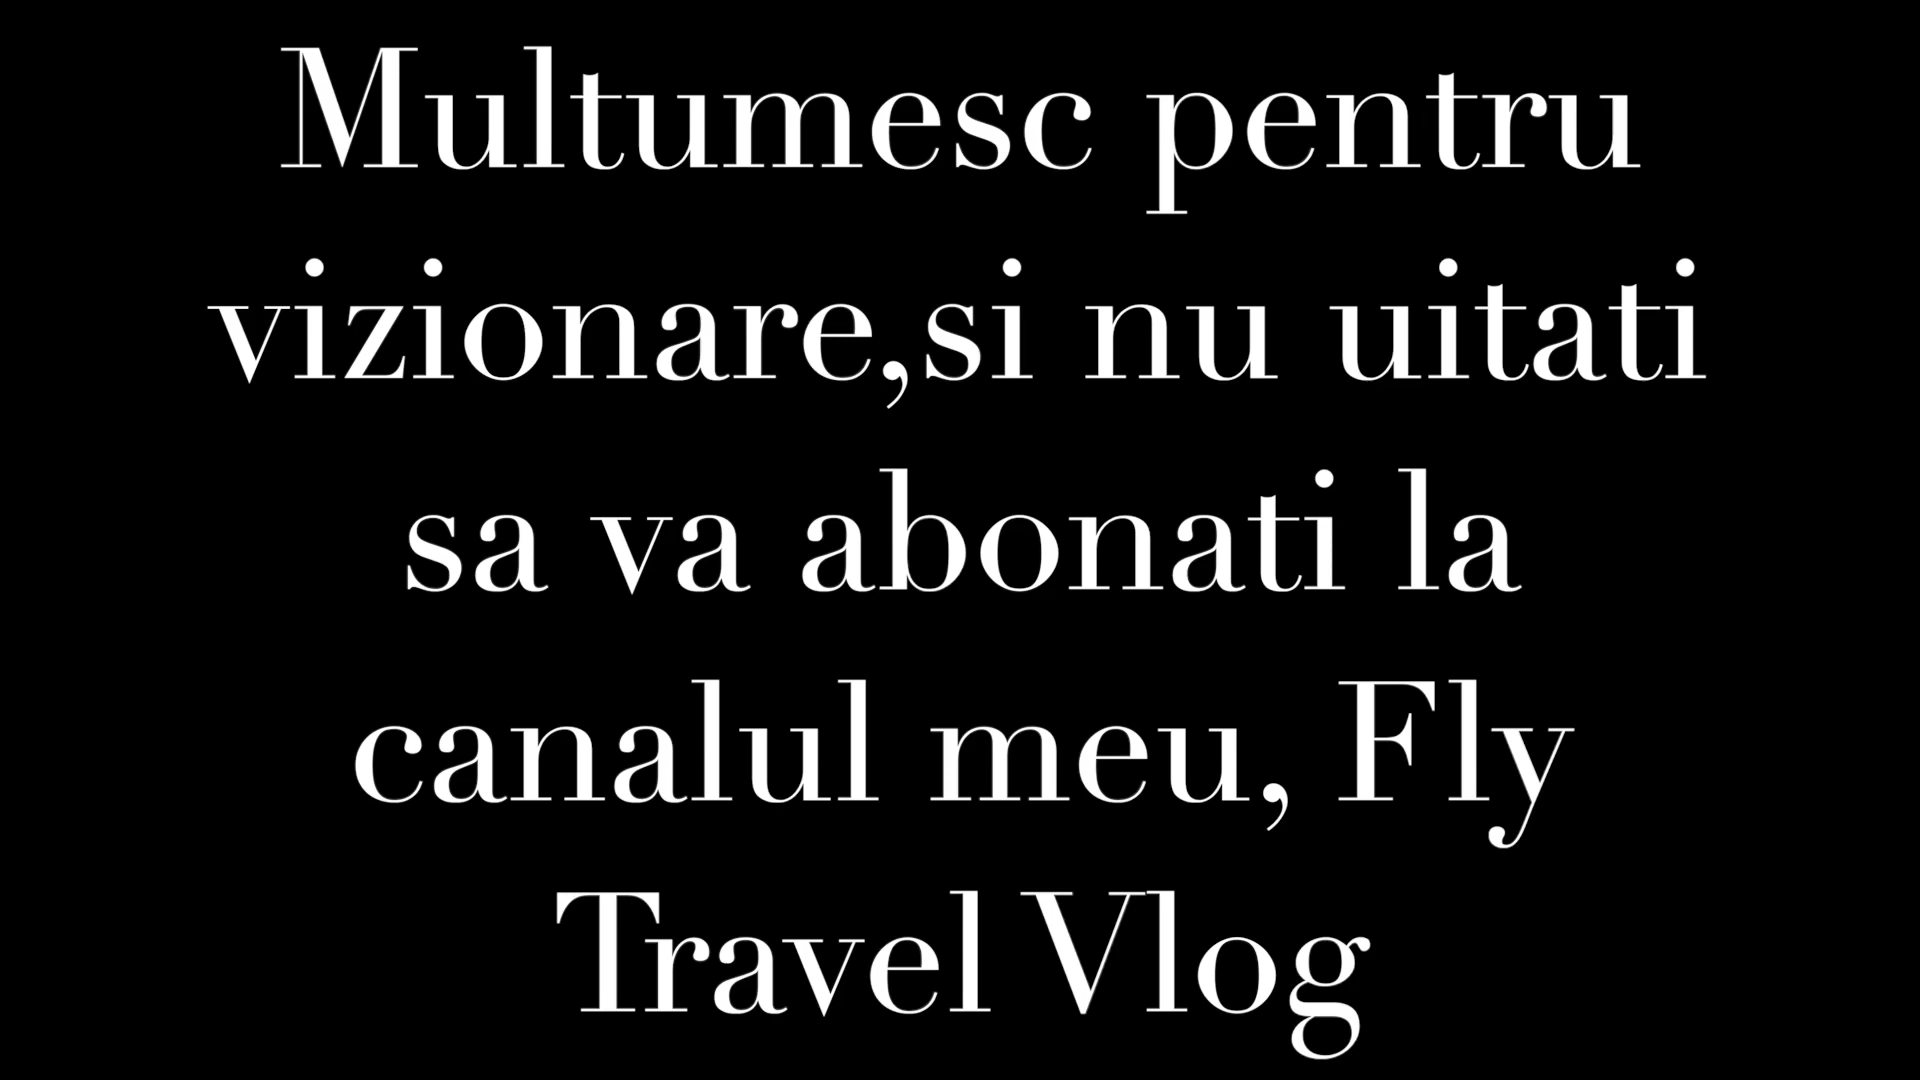 Multumesc pentru
vizionare,si nu uitati
sa va abonati la
canalul meu, Fly
Travel Vlog